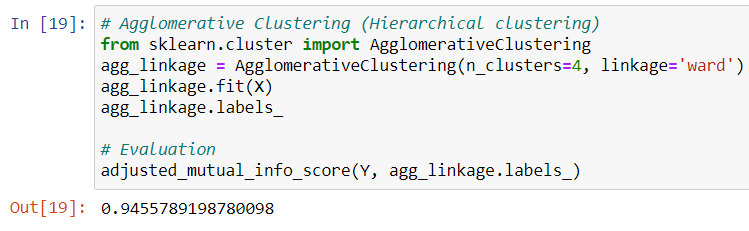 In [19]: # Agglomerative Clustering (Hierarchical clustering)
from sklearn.cluster import AgglomerativeClustering
agg_linkage = AgglomerativeClustering(n_clusters=4, linkage='ward')
agg_linkage.fit(X)
agg_linkage.labels_

# Evaluation
adjusted_mutual_info_score(Y, agg_linkage.labels_)
Out[19]: 0.9455789198780098